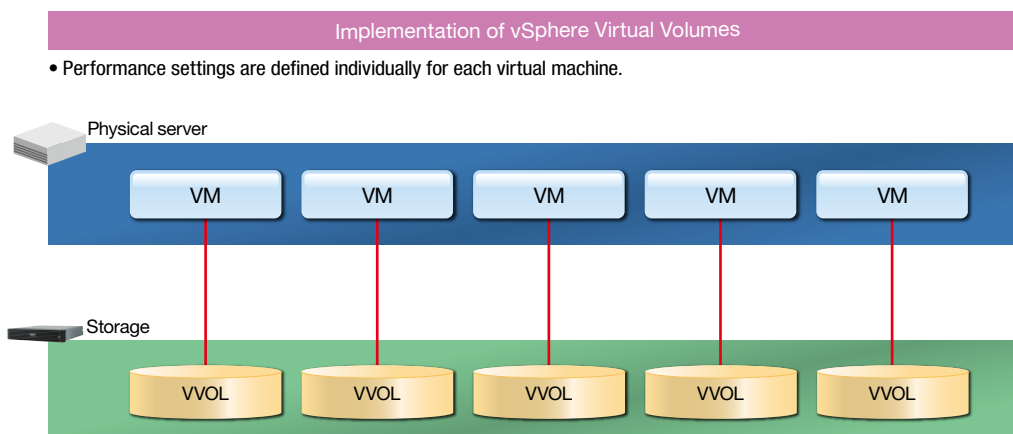 Implementation of vSphere Virtual Volumes
• Performance settings are defined individually for each virtual machine.
Physical server
VM VM VM VM VM
Storage
VVOL VVOL VVOL VVOL VVOL